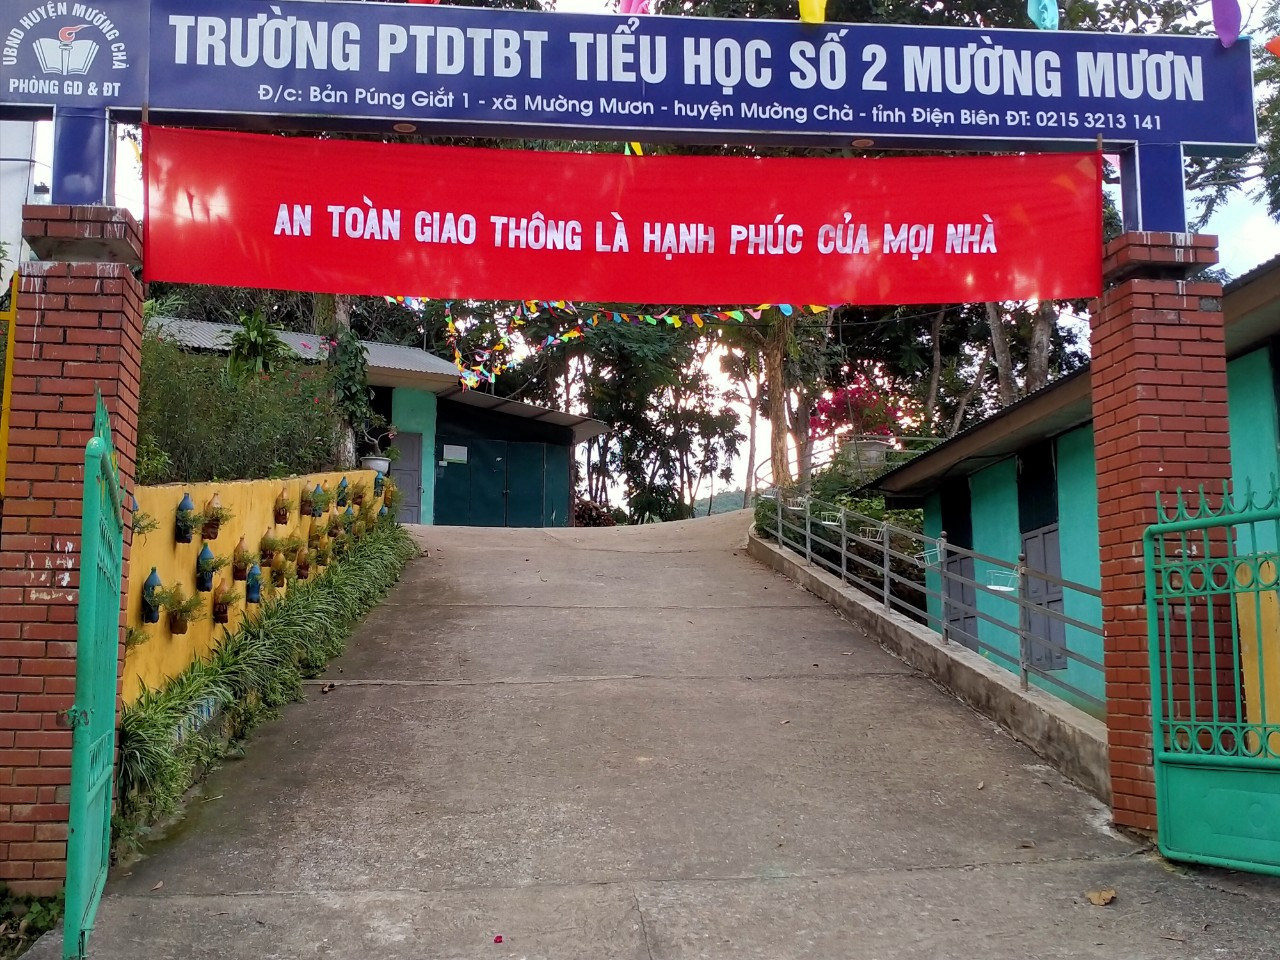 UBND HUYỆN MƯỜNG CHÀ
PHÒNG GD & ĐT
TRƯỜNG PTDTBT TIỂU HỌC SỐ 2 MƯỜNG MƯƠN
Đ/c: Bản Púng Giắt 1 - xã Mường Mươn - huyện Mường Chà - tỉnh Điện Biên ĐT: 0215 3213 141
AN TOÀN GIAO THÔNG LÀ HẠNH PHÚC CỦA MỌI NHÀ